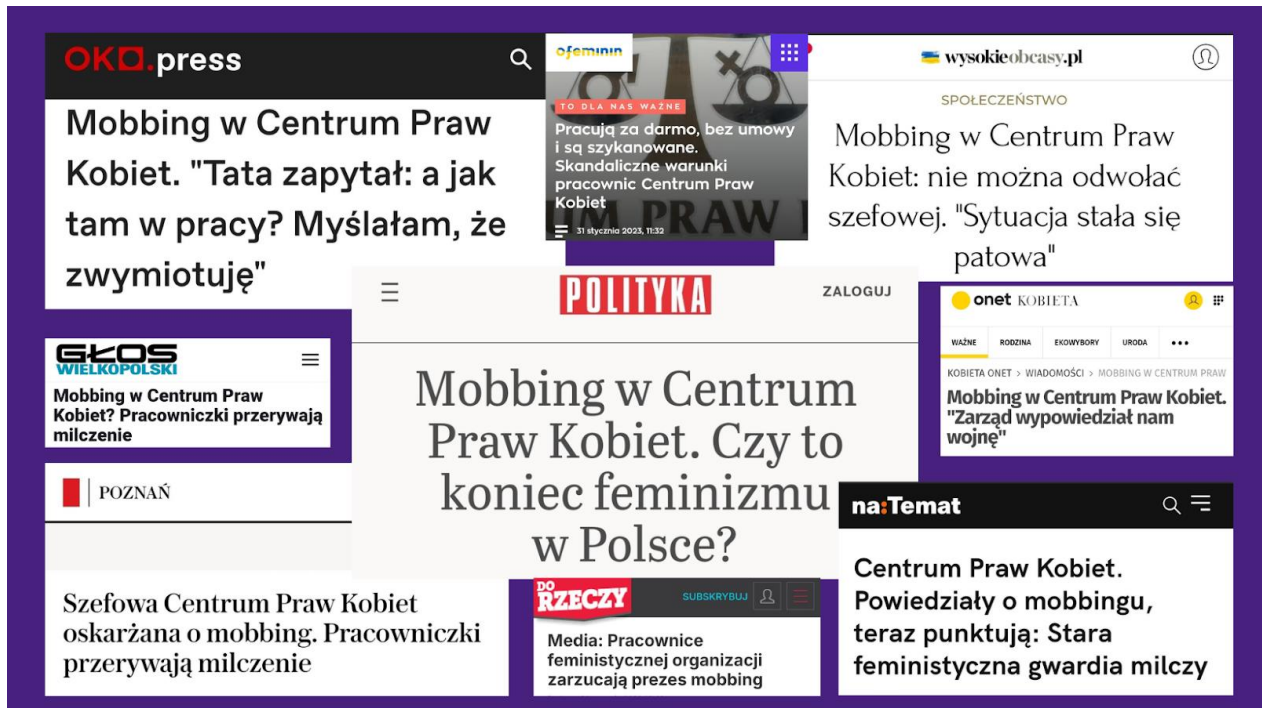 OKO.press
Mobbing w Centrum Praw
Kobiet. "Tata zapytał: a jak
tam w pracy? Myślałam, że
zwymiotuję"
ofeminin
TO DLA NAS WAŻNE
Pracują za darmo, bez umowy
i są szykanowane.
Skandaliczne warunki
pracownic Centrum Praw
Kobiet
UM PRAW
31 stycznia 2023, 11:32
wysokieobcasy.pl
SPOŁECZEŃSTWO
Mobbing w Centrum Praw
Kobiet: nie można odwołać
szefowej. "Sytuacja stała się
patowa"
POLITYKA
ZALOGUJ
Mobbing w Centrum
Praw Kobiet. Czy to
koniec feminizmu
w Polsce?
onet KOBIETA
WAŻNE RODZINA EKOWYBORY URODA
KOBIETA ONET > WIADOMOŚCI > MOBBING W CENTRUM PRAW
Mobbing w Centrum Praw Kobiet.
"Zarząd wypowiedział nam
wojnę"
GŁOS
WIELKOPOLSKI
Mobbing w Centrum Praw
Kobiet? Pracowniczki przerywają
milczenie
POZNAŃ
Szefowa Centrum Praw Kobiet
oskarżana o mobbing. Pracowniczki
przerywają milczenie
DO
RZECZY
SUBSKRYBUJ
Media: Pracownice
feministycznej organizacji
zarzucają prezes mobbing
na:Temat
Centrum Praw Kobiet.
Powiedziały o mobbingu,
teraz punktują: Stara
feministyczna gwardia milczy